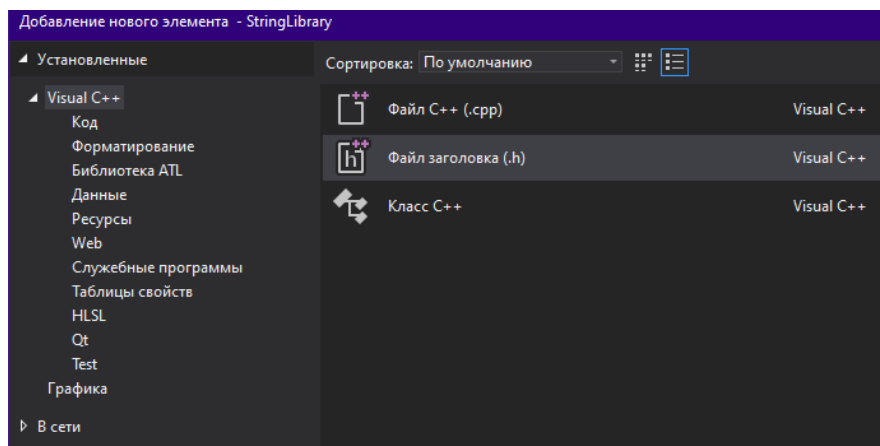 Добавление нового элемента - StringLibrary
Установленные
Visual C++
Код
Форматирование
Библиотека ATL
Данные
Ресурсы
Web
Служебные программы
Таблицы свойств
HLSL
Qt
Test
Графика
В сети
Сортировка: По умолчанию
Файл C++ (.cpp) Visual C++
Файл заголовка (.h) Visual C++
Класс C++ Visual C++